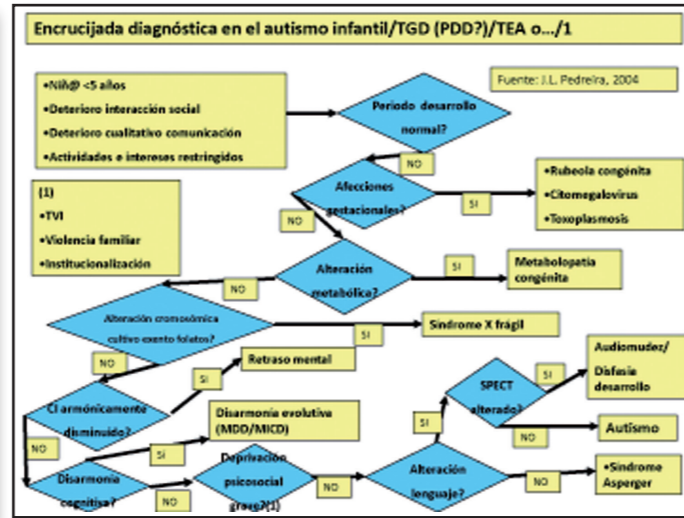 Encrucijada diagnóstica en el autismo infantil/TGD (PDD?)/TEA o.../1
Fuente: J.L. Pedreira, 2004
•Niñ@ <5 años
•Deterioro interacción social
•Deterioro cualitativo comunicación
•Actividades e intereses restringidos
Periodo desarrollo
normal?
NO
Afecciones
gestacionales?
SI
•Rubeola congénita
•Citomegalovirus
•Toxoplasmosis
(1)
•TVI
•Violencia familiar
•Institucionalización
NO
Alteración
metabólica?
SI
Metabolopatía
congénita
NO
Alteración cromosómica
cultivo exento folatos?
SI
Sindrome X frágil
NO
CI armónicamente
disminuido?
SI
Retraso mental
NO
Disarmonia
cognitiva?
SI
Disarmonía evolutiva
(MDD/MICD)
NO
Deprivación
psicosocial
grave?(1)
NO
Alteración
lenguaje?
SI
SPECT
alterado?
SI
Audiomudez/
Disfasia
desarrollo
NO
Autismo
NO
•Sindrome
Asperger